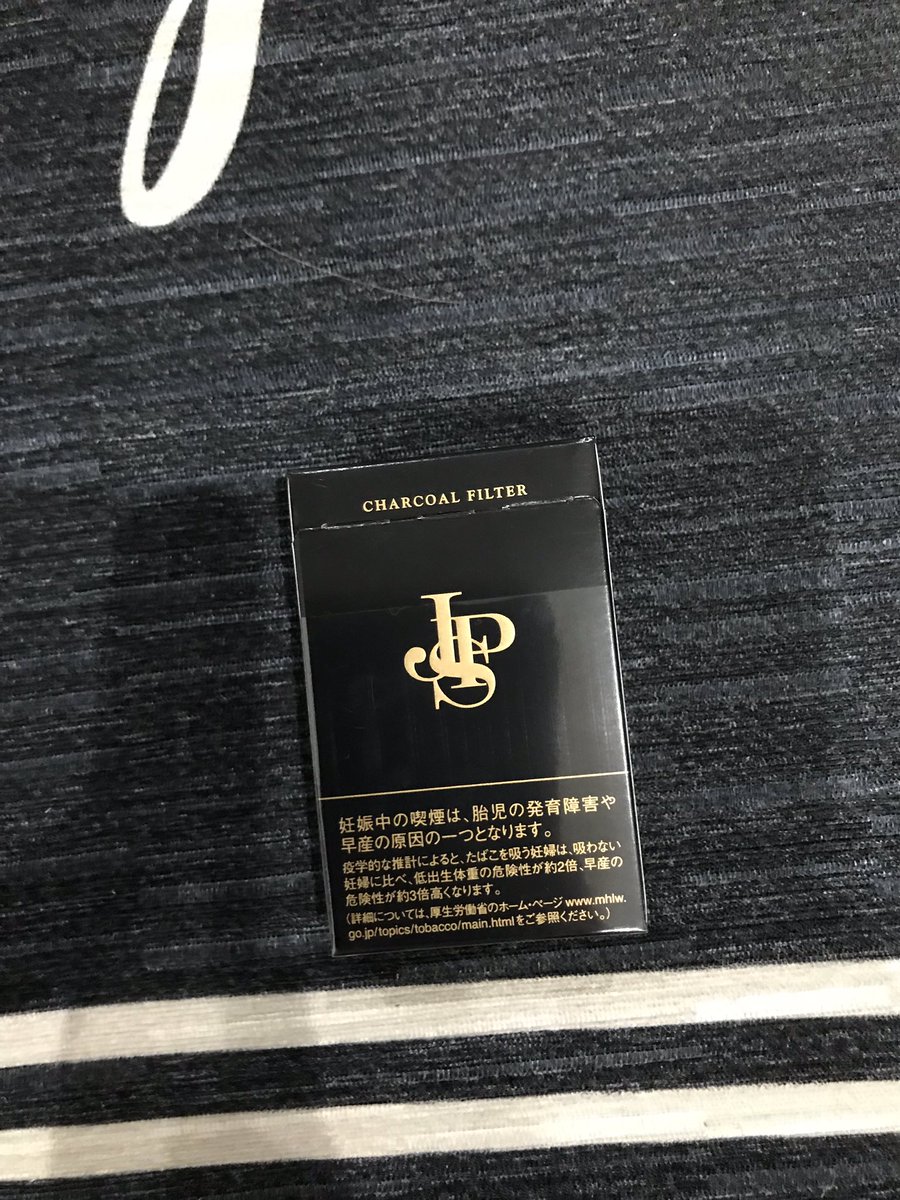 CHARCOAL FILTER
JPS
妊娠中の喫煙は、胎児の発育障害や
早産の原因の一つとなります。
疫学的な推計によると、たばこを吸う妊婦は、吸わない
妊婦に比べ、低出生体重の危険性が約2倍、早産の
危険性が約3倍高くなります。
（詳細については、厚生労働省のホーム・ページ www.mhlw.
go.jp/topics/tobacco/main.htmlをご参照ください。）